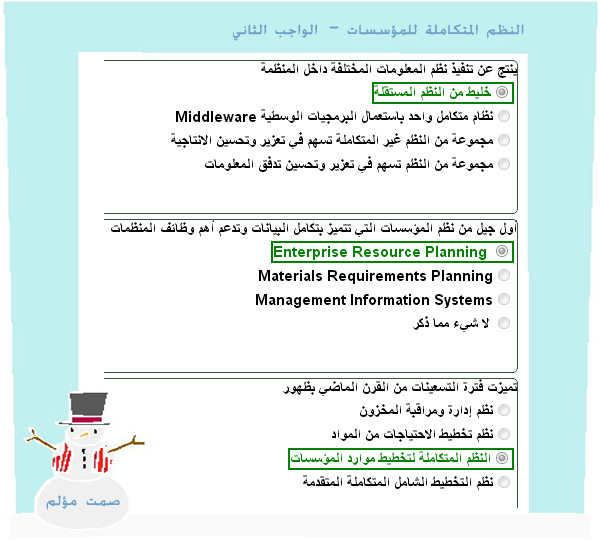 النظم المتكاملة للمؤسسات - الواجب الثاني
ينتج عن تنفيذ نظم المعلومات المختلفة داخل المنظمة
خليط من النظم المستقلة
نظام متكامل واحد باستعمال البرمجيات الوسطية Middleware
مجموعة من النظم غير المتكاملة تسهم في تعزيز وتحسين الانتاجية
مجموعة من النظم تسهم في تعزيز وتحسين تدفق المعلومات
اول جيل من نظم المؤسسات التي تتميز بتكامل البيانات وتدعم أهم وظائف المنظمات
Enterprise Resource Planning
Materials Requirements Planning
Management Information Systems
لا شيء مما ذكر
تميزت فترة التسعينات من القرن الماضي بظهور
نظم إدارة ومراقبة المخزون
نظم تخطيط الاحتياجات من المواد
النظم المتكاملة لتخطيط موارد المؤسسات
نظم التخطيط الشامل المتكاملة المتقدمة
صمت مؤلم